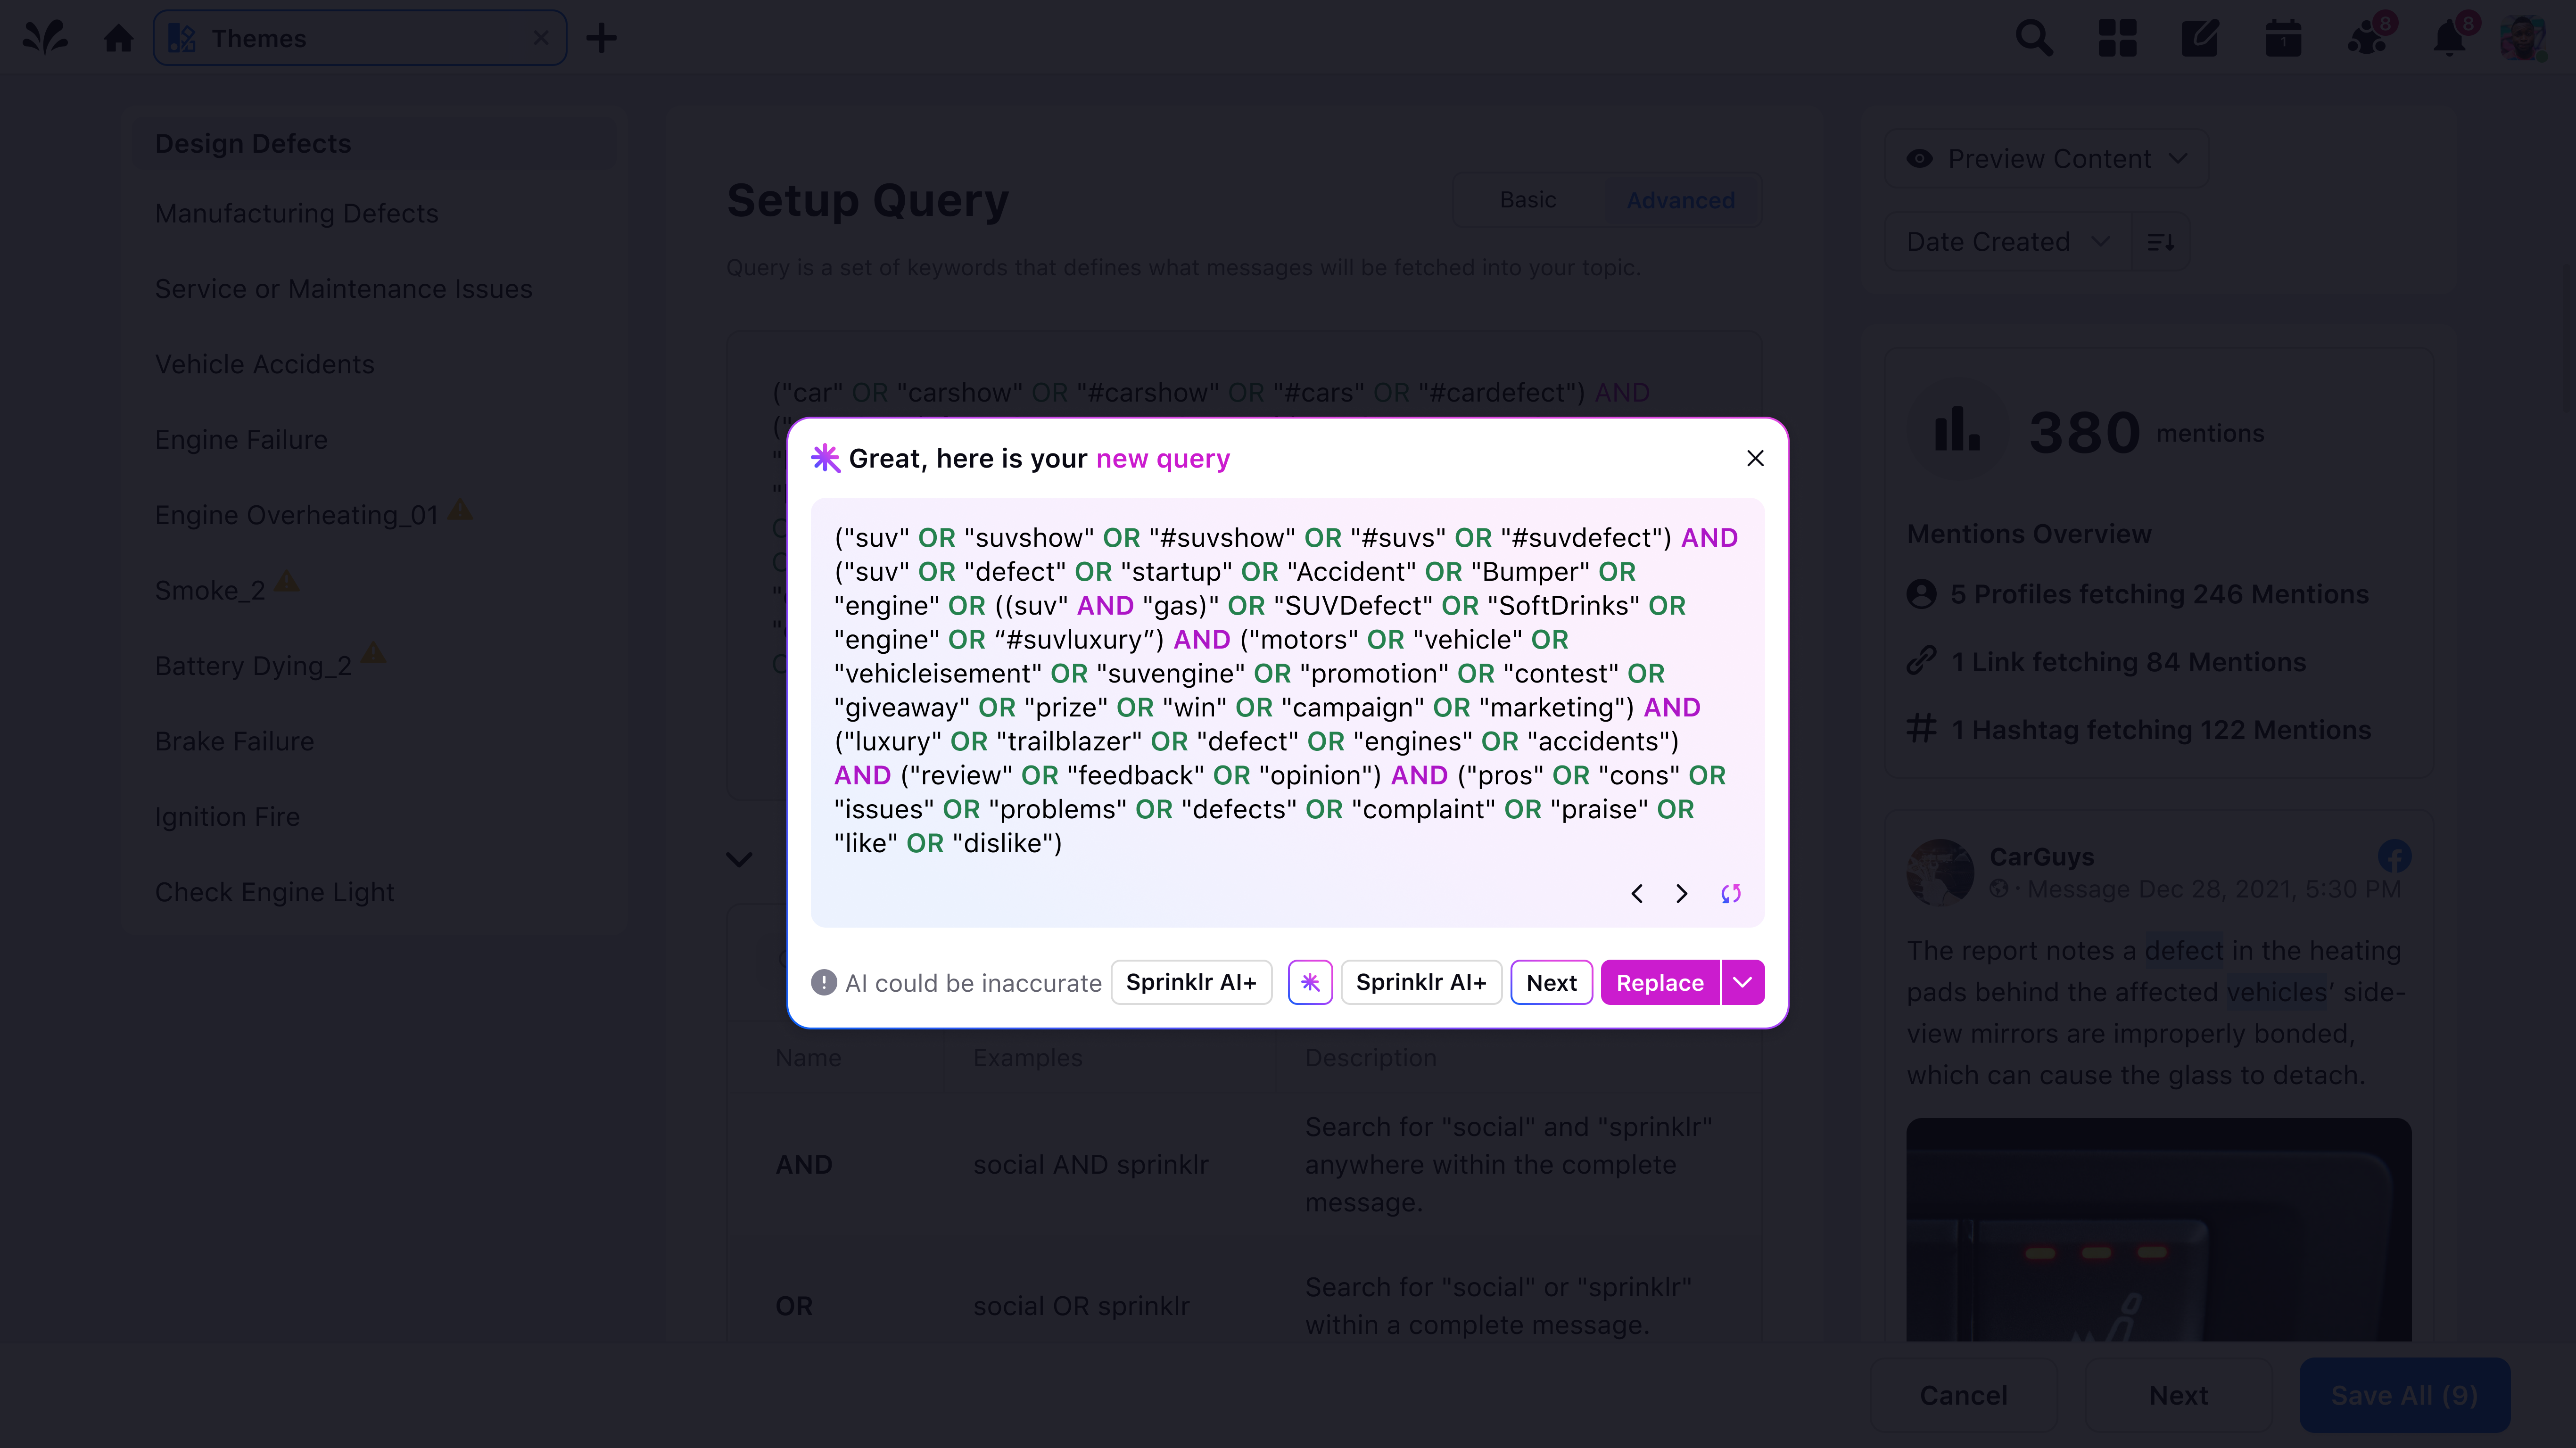 Themes
1
8
8
Design Defects
Manufacturing Defects
Service or Maintenance Issues
Vehicle Accidents
Engine Failure
Engine Overheating_01
Smoke_2
Battery Dying_2
Brake Failure
Ignition Fire
Check Engine Light
Setup Query
Basic
Advanced
Query is a set of keywords that defines what messages will be fetched into your topic.
("car" OR "carshow" OR "#carshow" OR "#cars" OR "#cardefect") AND
Great, here is your new query
("suv" OR "suvshow" OR "#suvshow" OR "#suvs" OR "#suvdefect") AND
("suv" OR "defect" OR "startup" OR "Accident" OR "Bumper" OR
"engine" OR ((suv" AND "gas)" OR "SUVDefect" OR "SoftDrinks" OR
"engine" OR “#suvluxury”) AND ("motors" OR "vehicle" OR
"vehicleisement" OR "suvengine" OR "promotion" OR "contest" OR
"giveaway" OR "prize" OR "win" OR "campaign" OR "marketing") AND
("luxury" OR "trailblazer" OR "defect" OR "engines" OR "accidents")
AND ("review" OR "feedback" OR "opinion") AND ("pros" OR "cons" OR
"issues" OR "problems" OR "defects" OR "complaint" OR "praise" OR
"like" OR "dislike")
AI could be inaccurate
Sprinklr AI+
Sprinklr AI+
Next
Replace
Name
Examples
Description
AND
social AND sprinklr
Search for "social" and "sprinklr"
anywhere within the complete
message.
OR
social OR sprinklr
Search for "social" or "sprinklr"
within a complete message.
Preview Content
Date Created
380 mentions
Mentions Overview
5 Profiles fetching 246 Mentions
1 Link fetching 84 Mentions
1 Hashtag fetching 122 Mentions
CarGuys
· Message Dec 28, 2021, 5:30 PM
The report notes a defect in the heating
pads behind the affected vehicles’ side-
view mirrors are improperly bonded,
which can cause the glass to detach.
Cancel
Next
Save All (9)